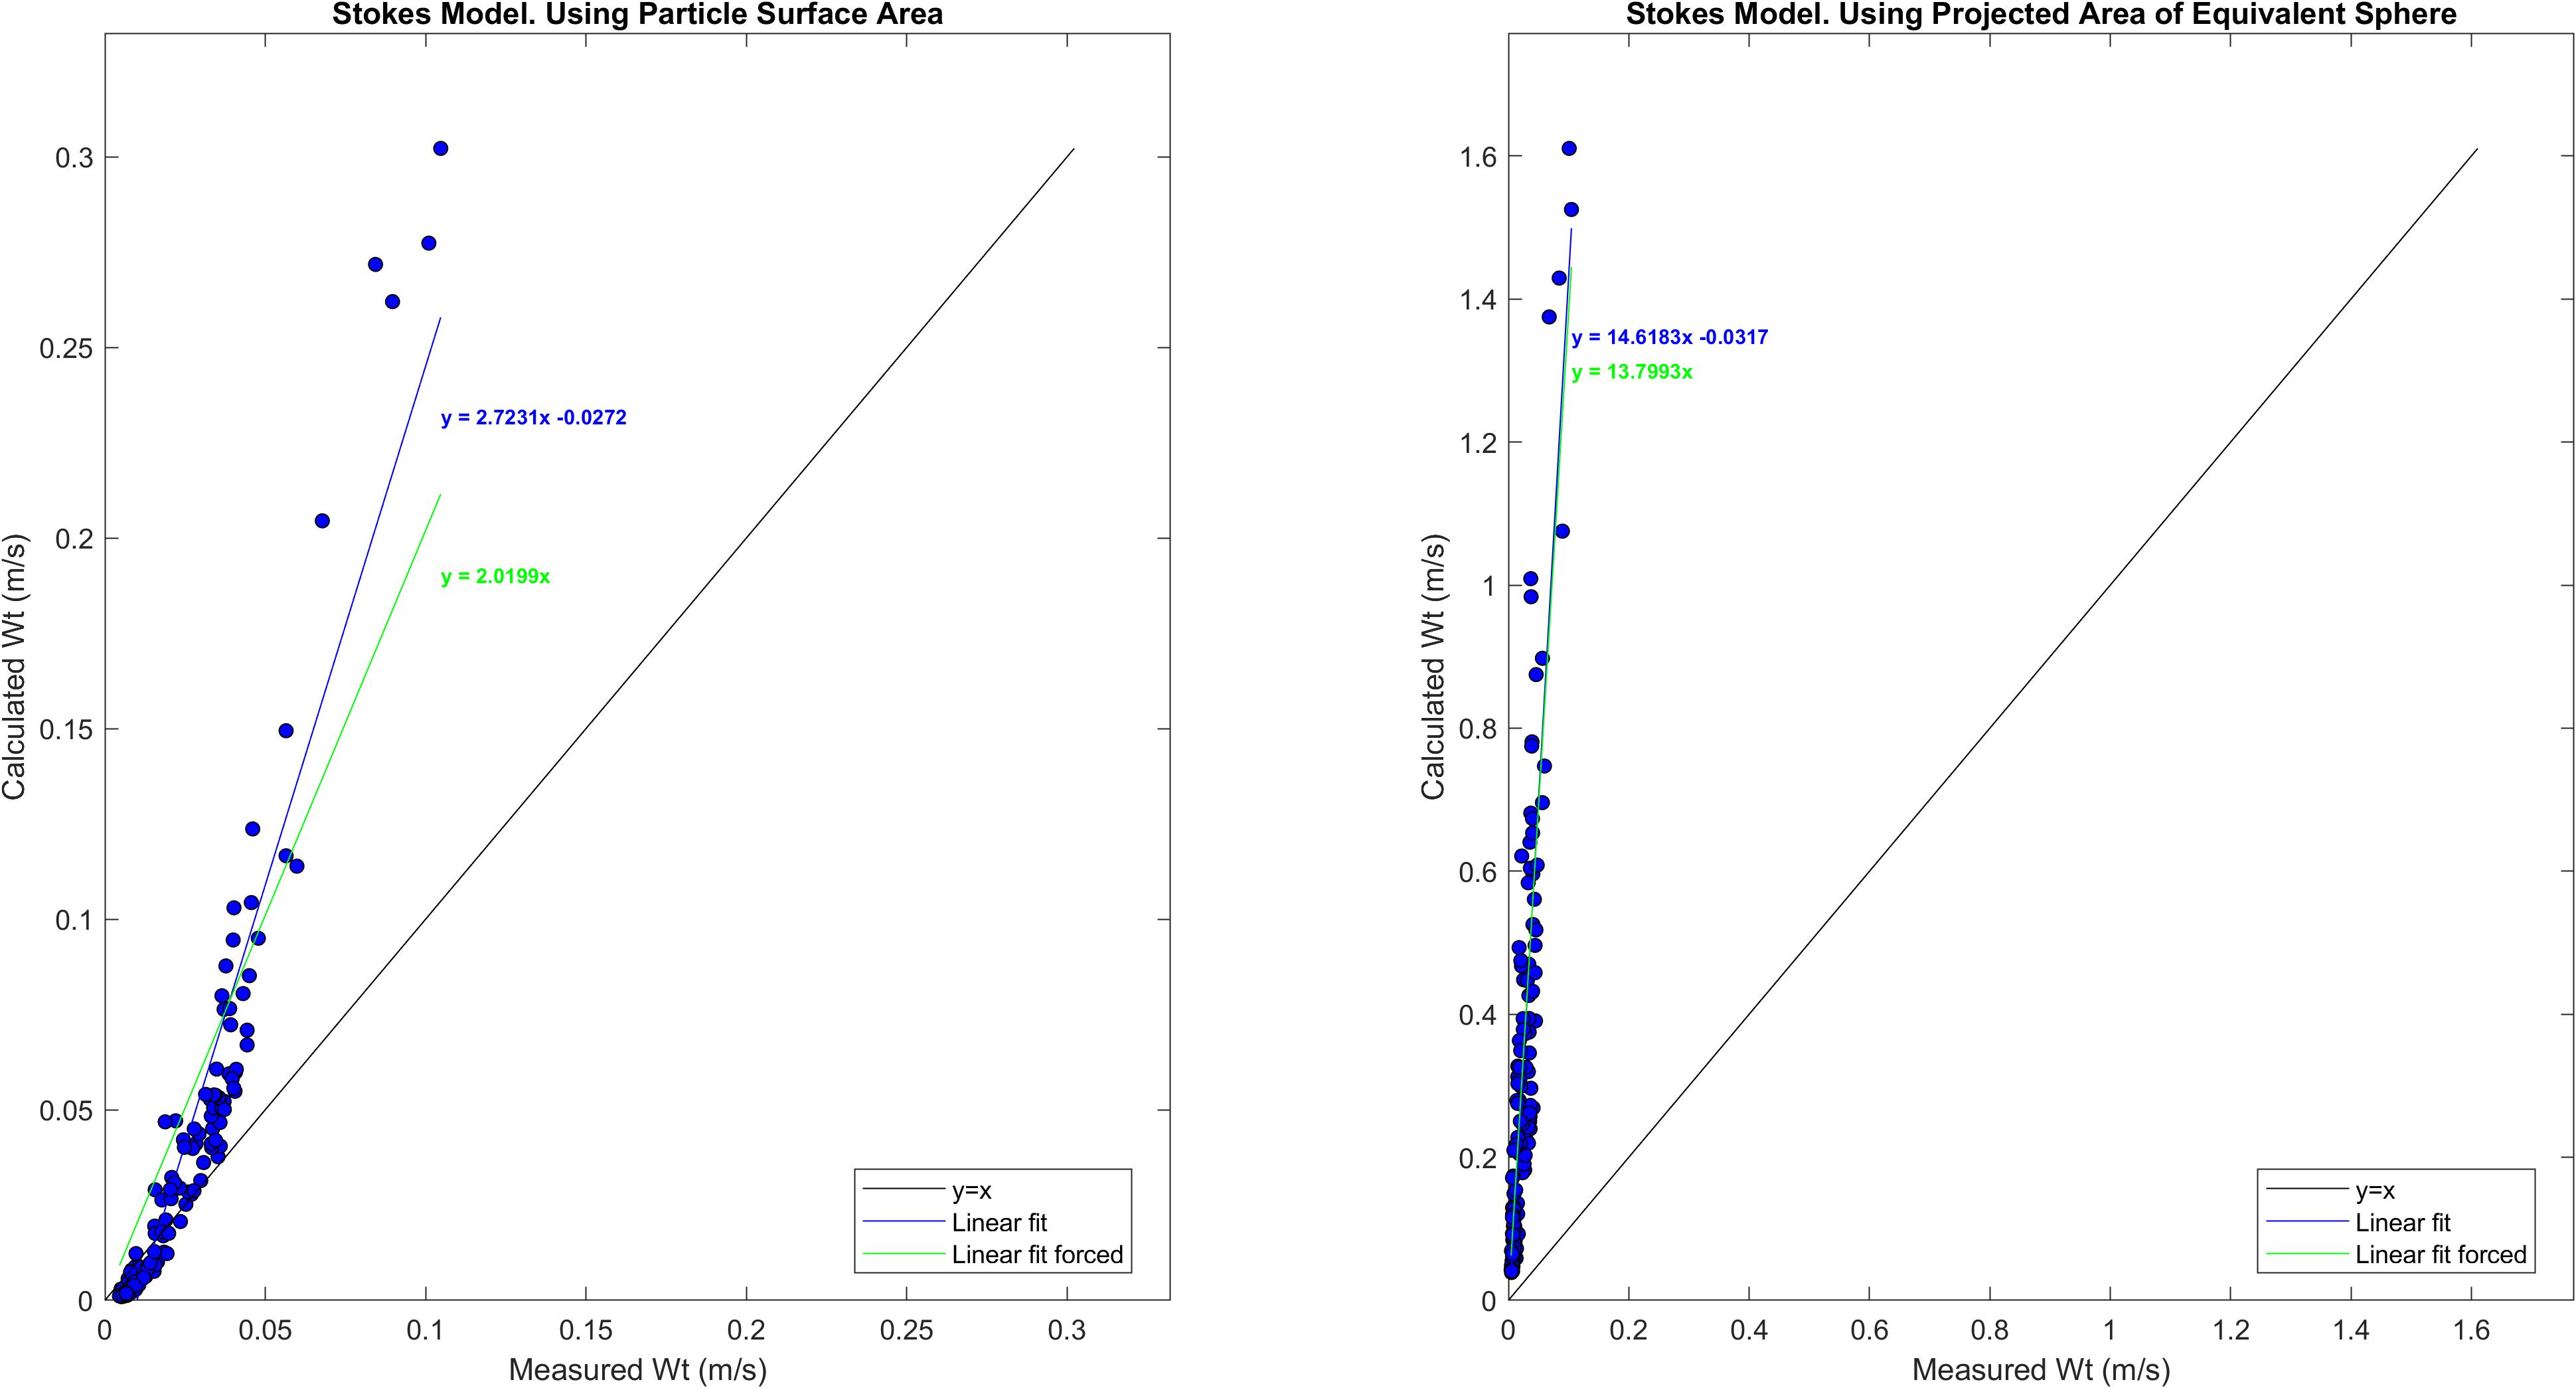 Stokes Model. Using Particle Surface Area
0.3
0.25
0.2
0.15
0.1
0.05
0
Calculated Wt (m/s)
y = 2.7231x -0.0272
y = 2.0199x
y=x
Linear fit
Linear fit forced
0
0.05
0.1
0.15
0.2
0.25
0.3
Measured Wt (m/s)
Stokes Model. Using Projected Area of Equivalent Sphere
1.6
1.4
1.2
1
0.8
0.6
0.4
0.2
0
Calculated Wt (m/s)
y = 14.6183x -0.0317
y = 13.7993x
y=x
Linear fit
Linear fit forced
0
0.2
0.4
0.6
0.8
1
1.2
1.4
1.6
Measured Wt (m/s)